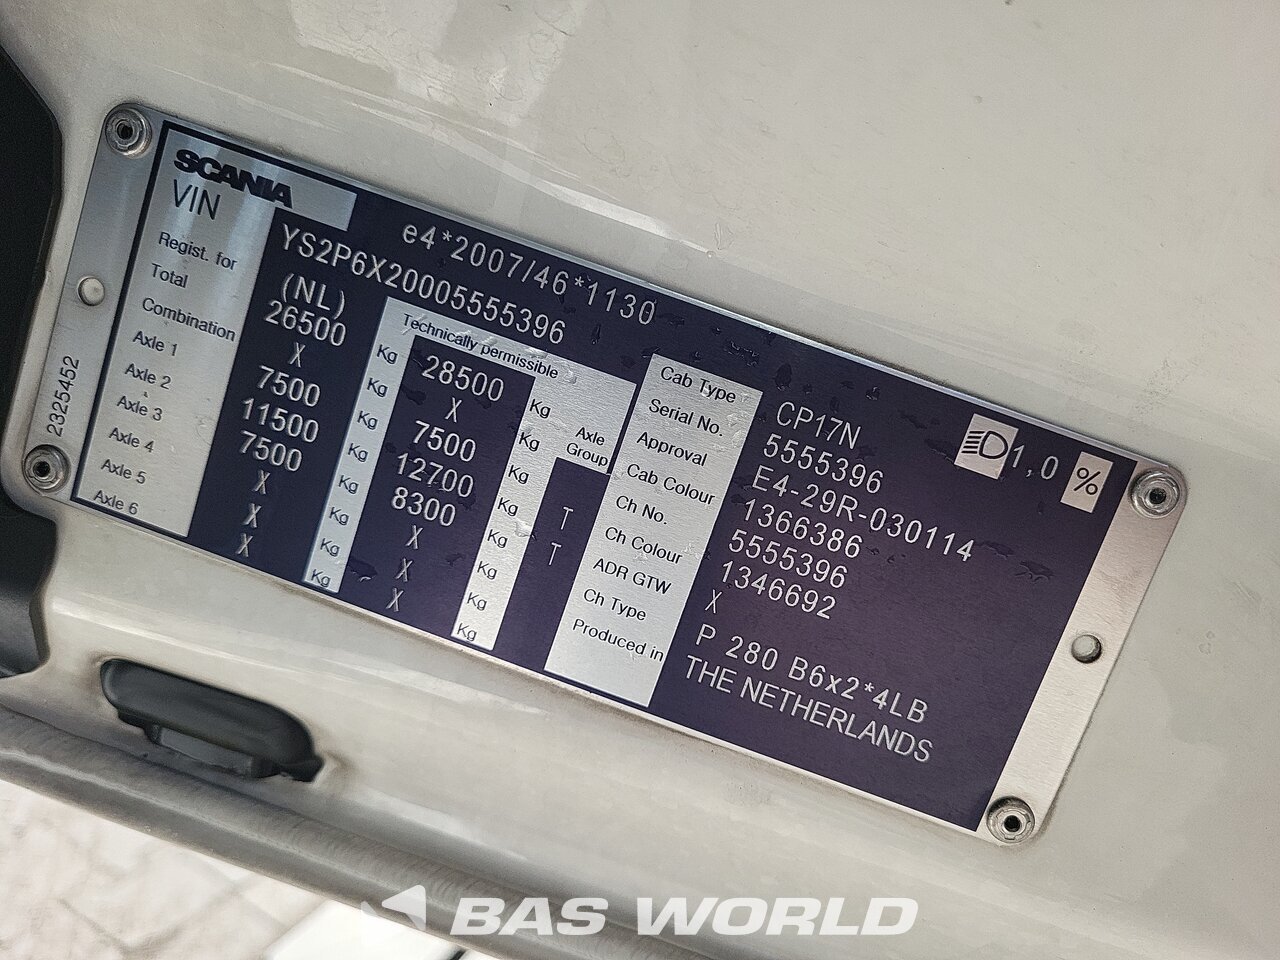 SCANIA
VIN
e4*2007/46*1130
YS2P6X20005555396
Regist. for (NL)
Technically permissible
Total 26500 Kg 28500 Kg
Combination X Kg X Kg
Axle 1 7500 Kg 7500 Kg
Axle 2 11500 Kg 12700 Kg
Axle 3 7500 Kg 8300 Kg
Axle 4 X Kg X Kg
Axle 5 X Kg X Kg
Axle 6 X Kg X Kg
Axle
Group
T
T
Cab Type CP17N
Serial No. 5555396
Approval E4-29R-030114
Cab Colour 1366386
Ch No. 5555396
Ch Colour 1346692
ADR GTW X
Ch Type P 280 B6x2*4LB
Produced in THE NETHERLANDS
1,0 %
2325452
BAS WORLD